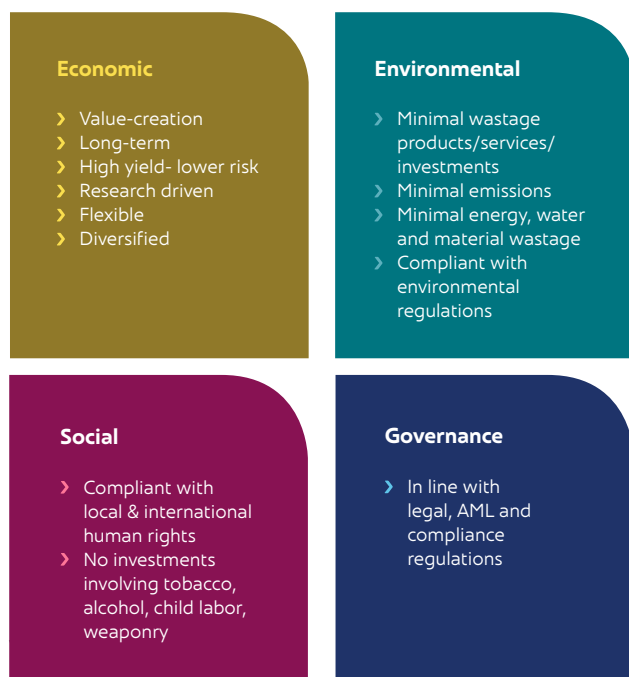 Economic
› Value-creation
› Long-term
› High yield- lower risk
› Research driven
› Flexible
› Diversified
Environmental
› Minimal wastage
products/services/
investments
› Minimal emissions
› Minimal energy, water
and material wastage
› Compliant with
environmental
regulations
Social
› Compliant with
local & international
human rights
› No investments
involving tobacco,
alcohol, child labor,
weaponry
Governance
› In line with
legal, AML and
compliance
regulations